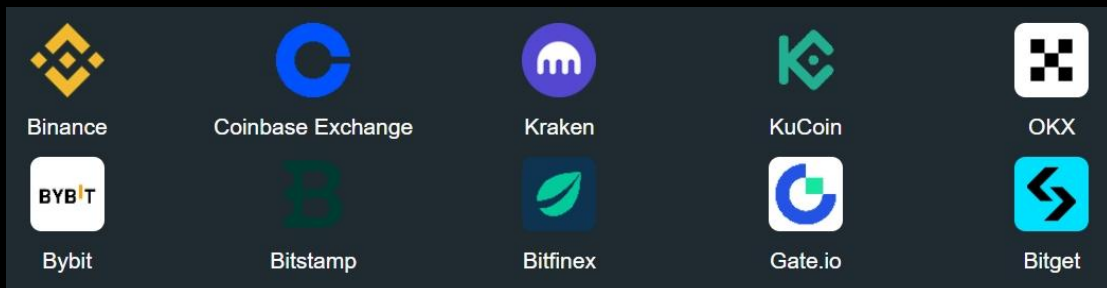 Binance Coinbase Exchange Kraken KuCoin OKX
BYBIT
Bybit Bitstamp Bitfinex Gate.io Bitget